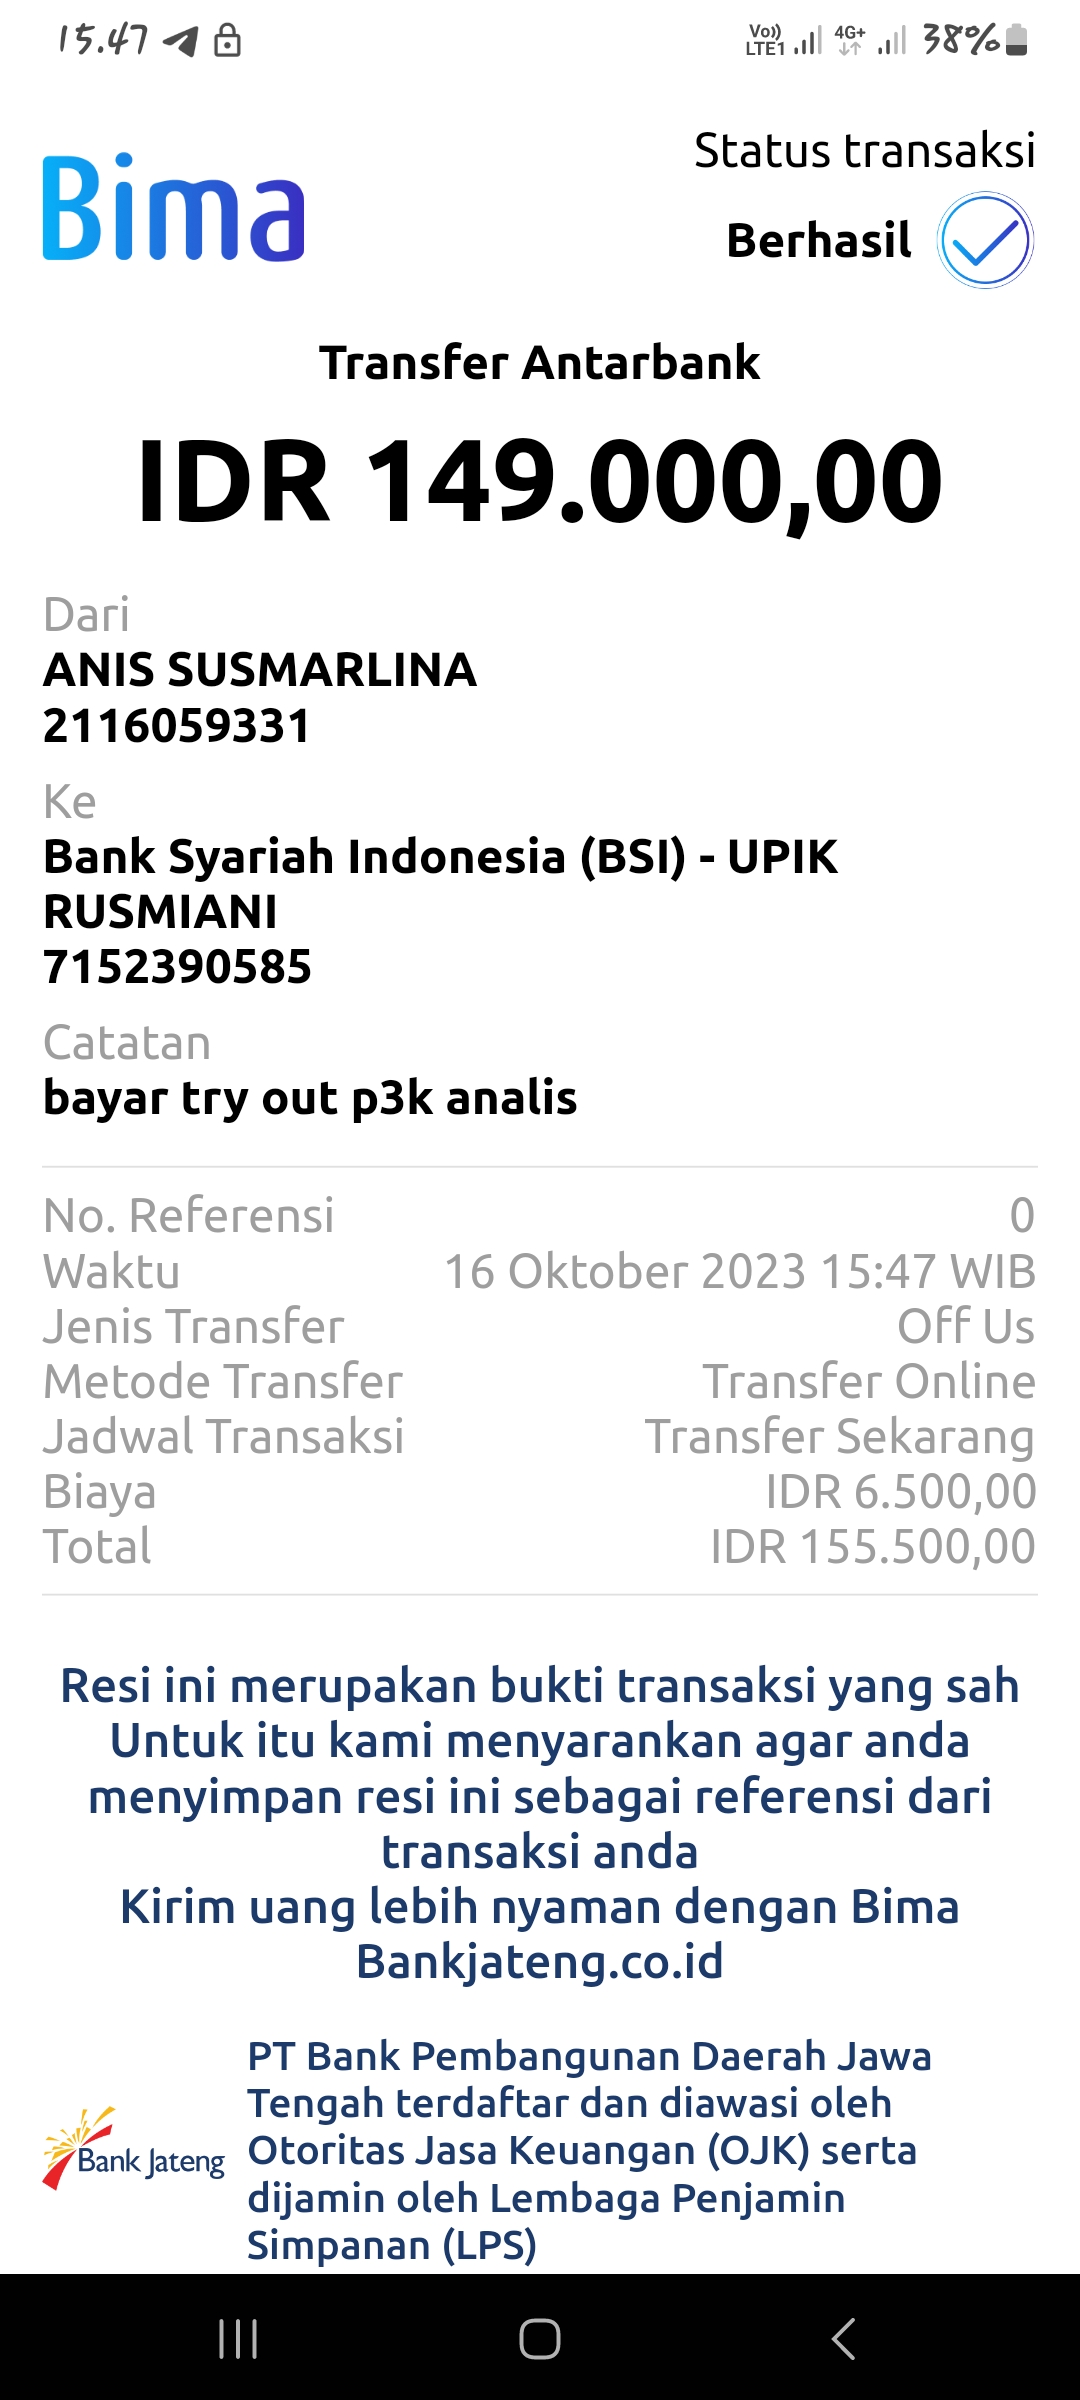 15.47
Vo)) LTE1 4G+ 38%
Bima
Status transaksi
Berhasil
Transfer Antarbank
IDR 149.000,00
Dari
ANIS SUSMARLINA
2116059331
Ke
Bank Syariah Indonesia (BSI) - UPIK
RUSMIANI
7152390585
Catatan
bayar try out p3k analis
No. Referensi 0
Waktu 16 Oktober 2023 15:47 WIB
Jenis Transfer Off Us
Metode Transfer Transfer Online
Jadwal Transaksi Transfer Sekarang
Biaya IDR 6.500,00
Total IDR 155.500,00
Resi ini merupakan bukti transaksi yang sah
Untuk itu kami menyarankan agar anda
menyimpan resi ini sebagai referensi dari
transaksi anda
Kirim uang lebih nyaman dengan Bima
Bankjateng.co.id
Bank Jateng
PT Bank Pembangunan Daerah Jawa
Tengah terdaftar dan diawasi oleh
Otoritas Jasa Keuangan (OJK) serta
dijamin oleh Lembaga Penjamin
Simpanan (LPS)